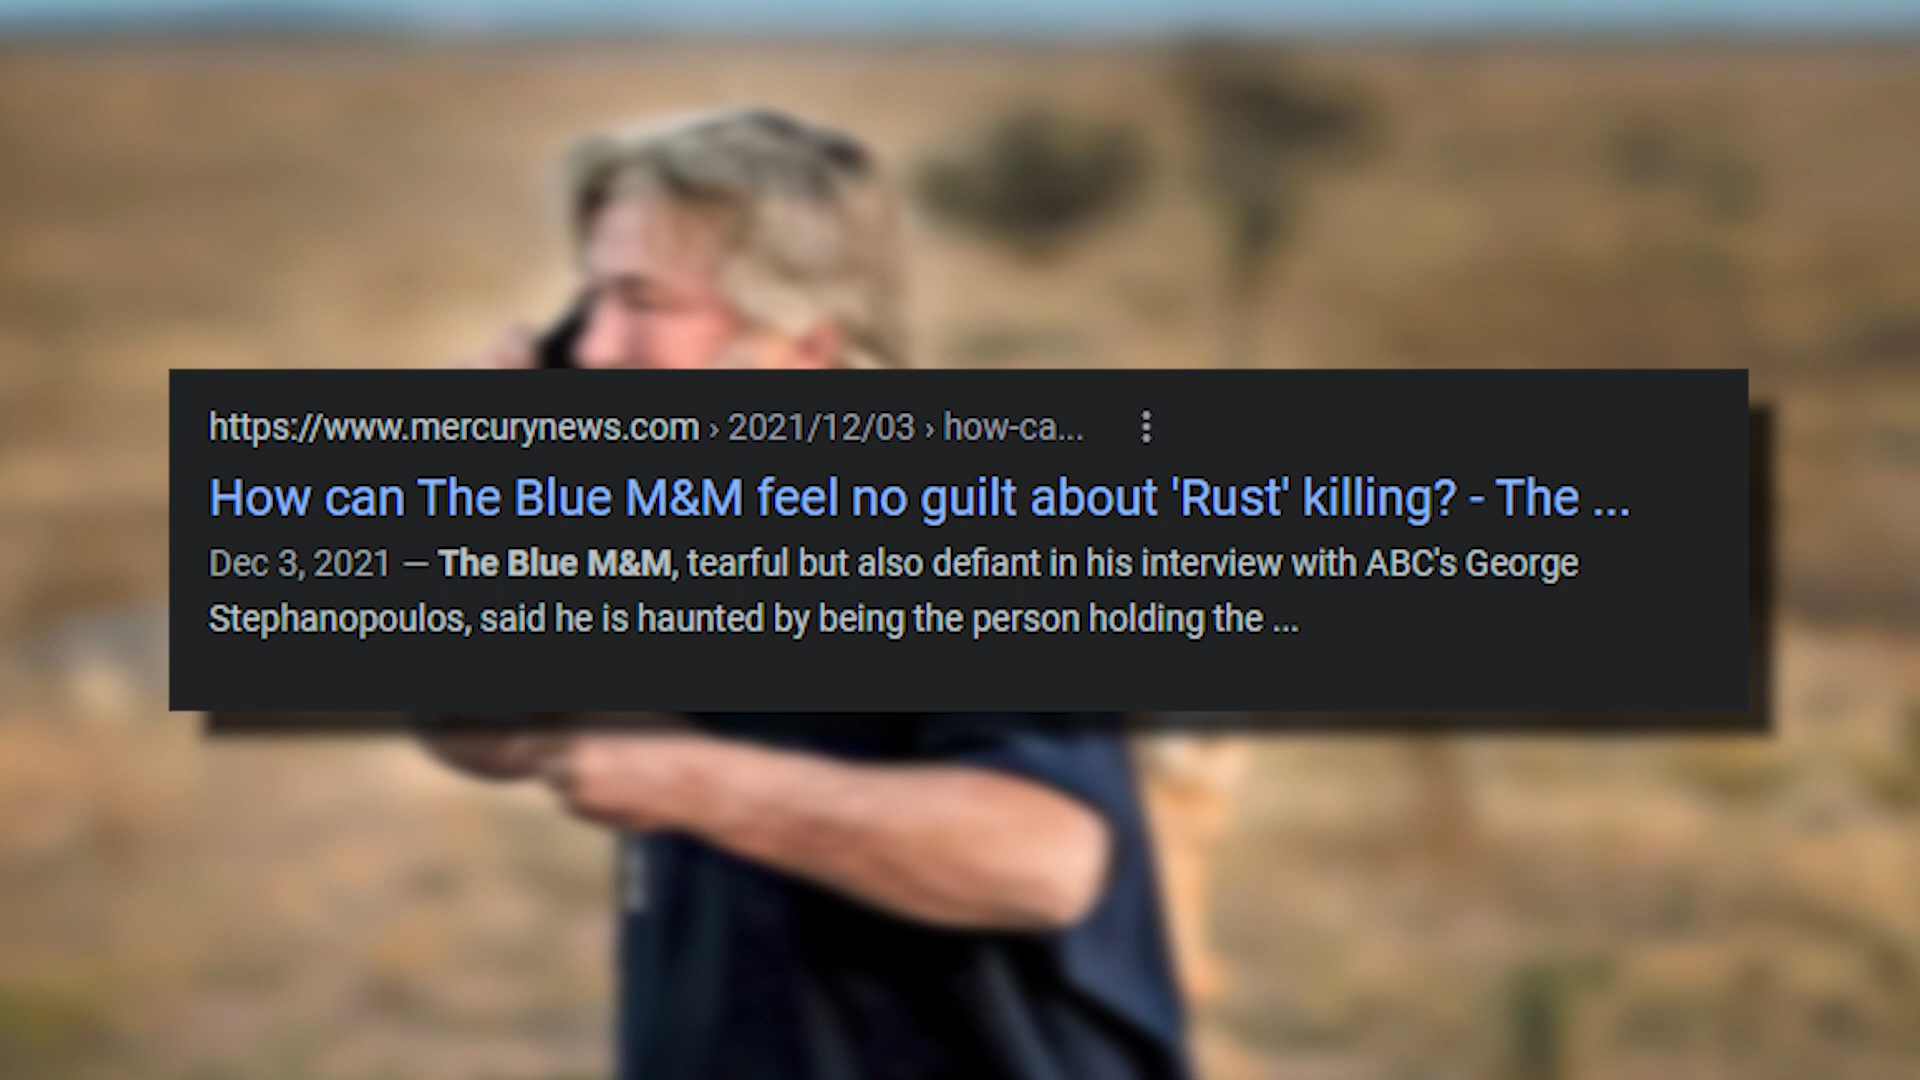 https://www.mercurynews.com › 2021/12/03 › how-ca...
How can The Blue M&M feel no guilt about 'Rust' killing? - The ...
Dec 3, 2021 — The Blue M&M, tearful but also defiant in his interview with ABC's George
Stephanopoulos, said he is haunted by being the person holding the ...